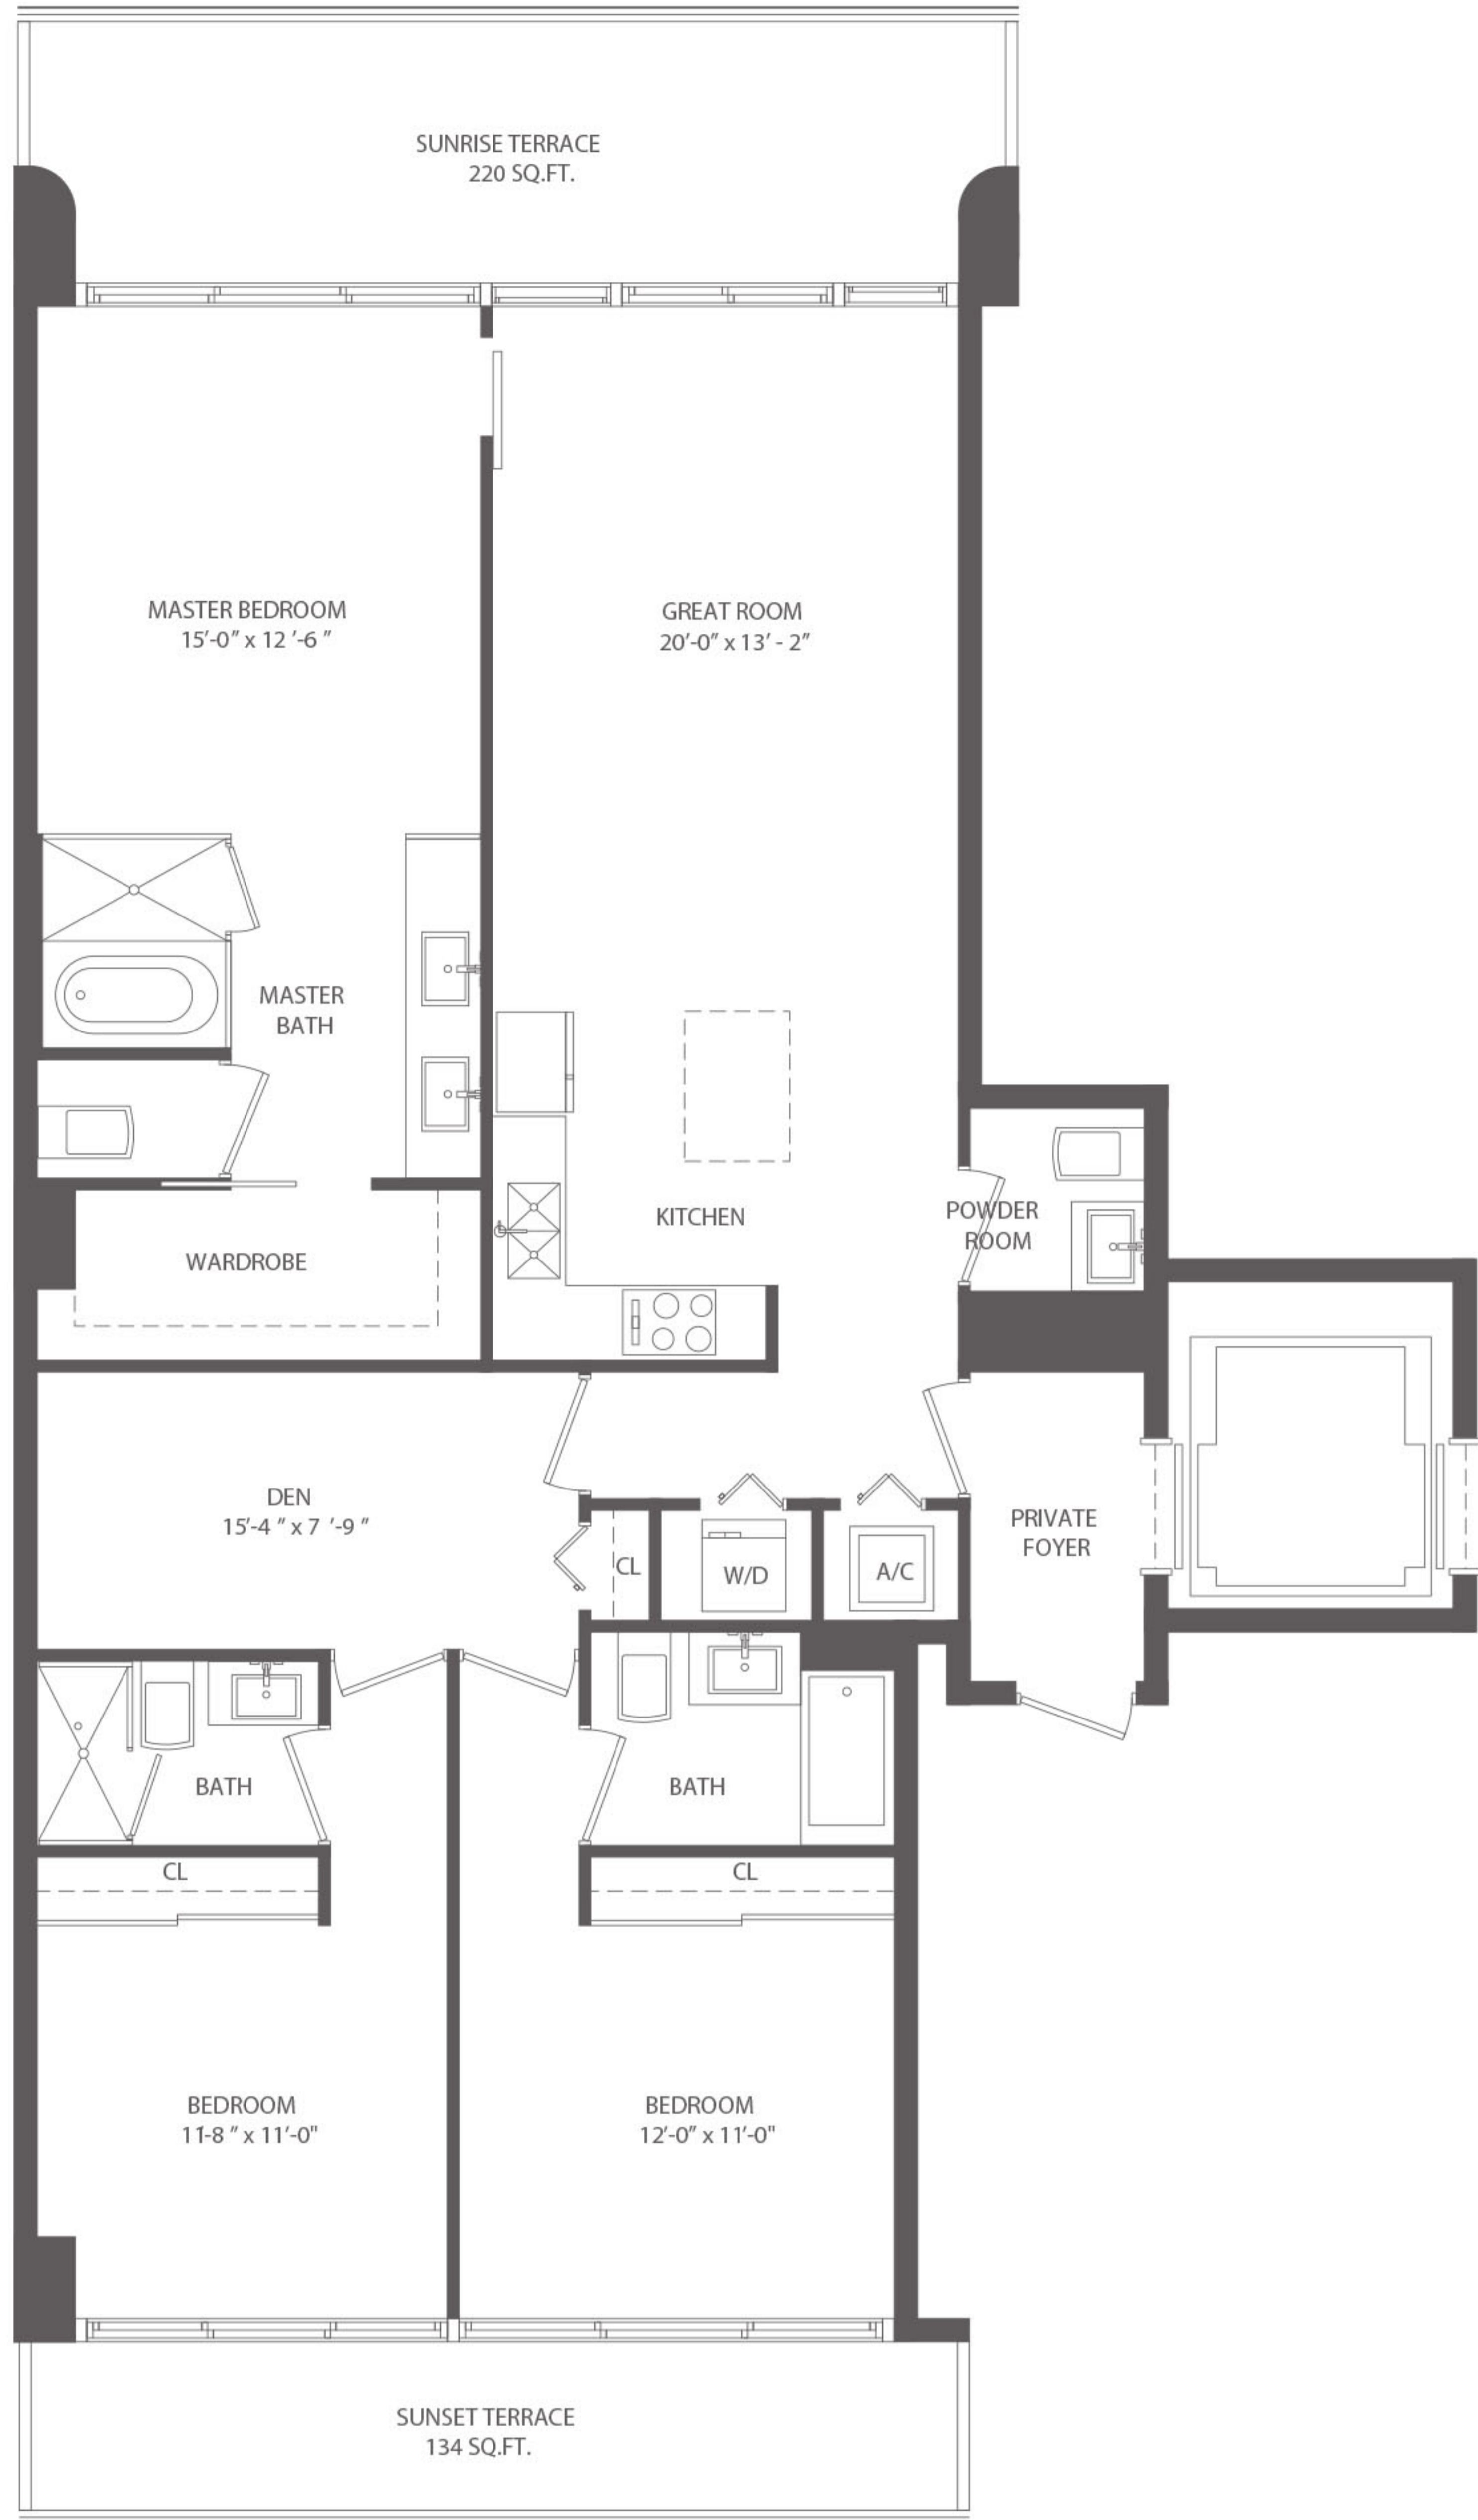 SUNRISE TERRACE
220 SQ.FT.
MASTER BEDROOM
15'-0" x 12 '-6 "
GREAT ROOM
20'-0" x 13' - 2"
MASTER
BATH
KITCHEN
POWDER
ROOM
WARDROBE
DEN
15'-4 " x 7 '-9 "
CL
W/D
A/C
PRIVATE
FOYER
BATH
BATH
CL
CL
BEDROOM
11'-8 " x 11'-0"
BEDROOM
12'-0" x 11'-0"
SUNSET TERRACE
134 SQ.FT.